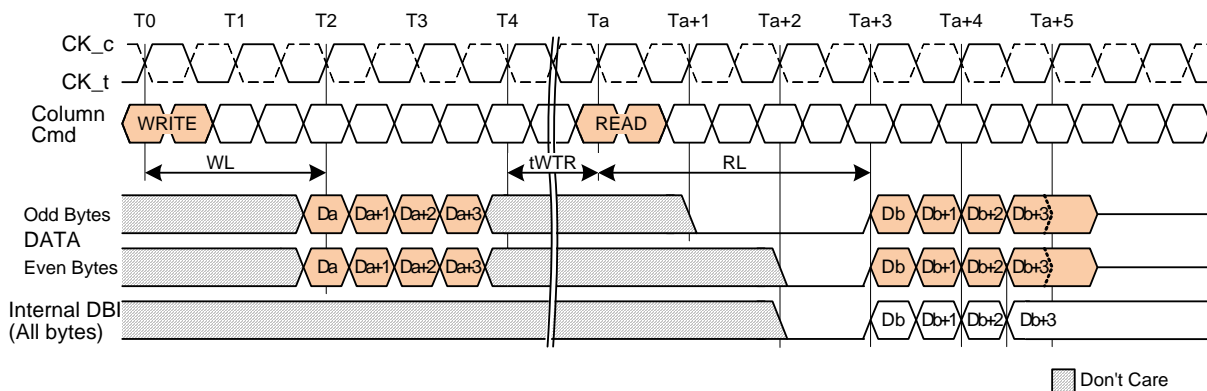 T0 T1 T2 T3 T4 Ta Ta+1 Ta+2 Ta+3 Ta+4 Ta+5
CK_c
CK_t
Column
Cmd
WRITE READ
WL tWTR RL
Odd Bytes Da Da+1 Da+2 Da+3 Db Db+1 Db+2 Db+3
DATA
Even Bytes Da Da+1 Da+2 Da+3 Db Db+1 Db+2 Db+3
Internal DBI
(All bytes)
Db Db+1 Db+2 Db+3
Don't Care